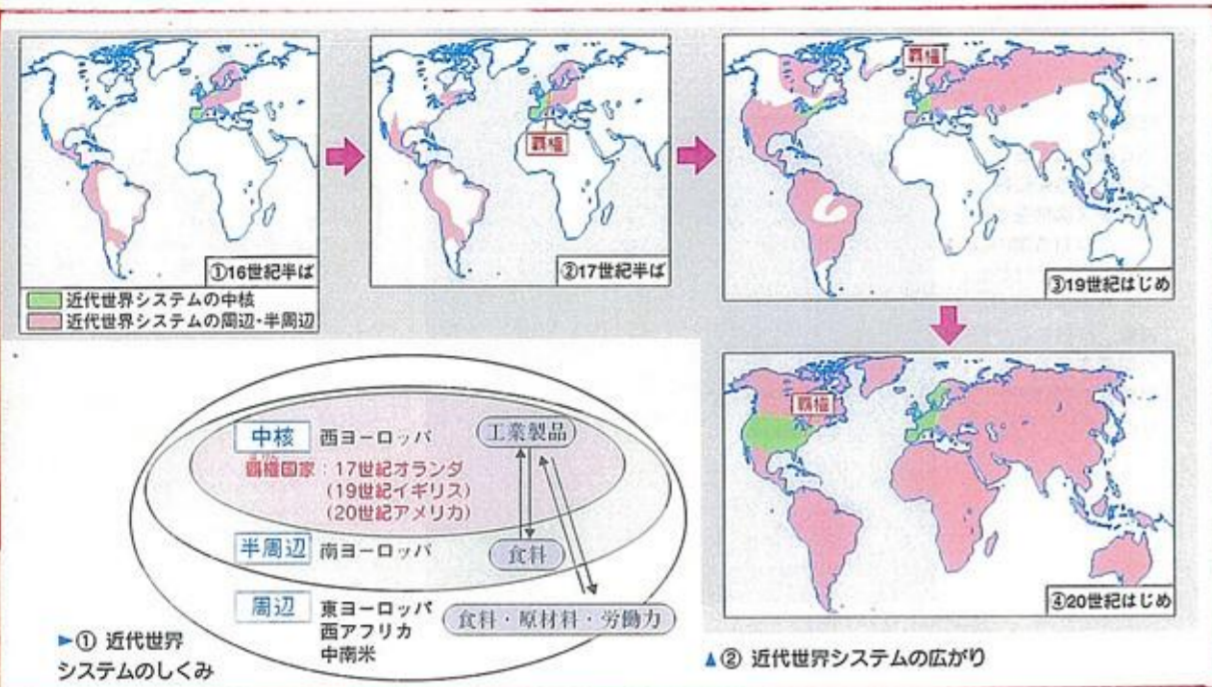 覇権
覇権
①16世紀半ば
②17世紀半ば
③19世紀はじめ
近代世界システムの中核
近代世界システムの周辺・半周辺
覇権
中核 西ヨーロッパ 工業製品
はけん
覇権国家:17世紀オランダ
(19世紀イギリス)
(20世紀アメリカ)
半周辺 南ヨーロッパ 食料
周辺 東ヨーロッパ 食料・原材料・労働力
西アフリカ
中南米
④20世紀はじめ
▶① 近代世界
システムのしくみ
▲② 近代世界システムの広がり